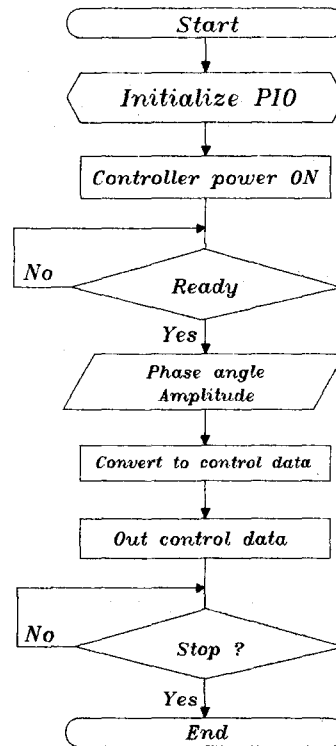 Start
Initialize PIO
Controller power ON
No
Ready
Yes
Phase angle
Amplitude
Convert to control data
Out control data
No
Stop ?
Yes
End